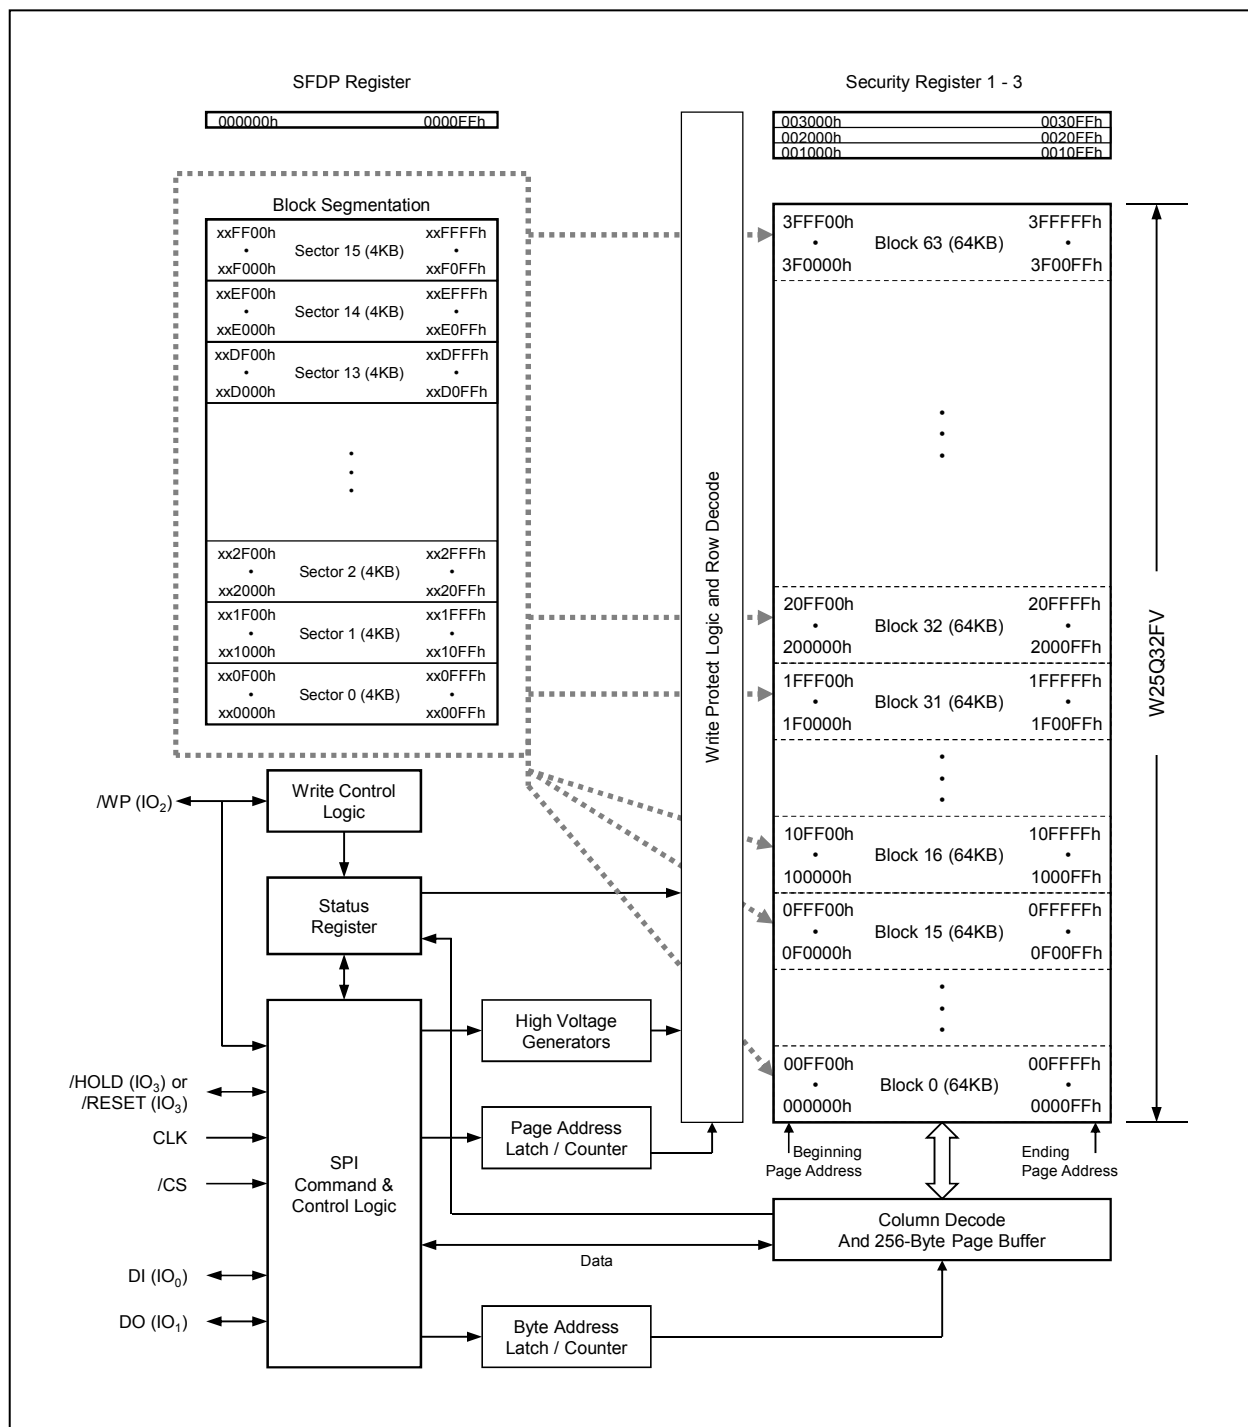 SFDP Register
000000h 0000FFh
Block Segmentation
xxFF00h xxFFFFh
• Sector 15 (4KB) •
xxF000h xxF0FFh
xxEF00h xxEFFFh
• Sector 14 (4KB) •
xxE000h xxE0FFh
xxDF00h xxDFFFh
• Sector 13 (4KB) •
xxD000h xxD0FFh
xx2F00h xx2FFFh
• Sector 2 (4KB) •
xx2000h xx20FFh
xx1F00h xx1FFFh
• Sector 1 (4KB) •
xx1000h xx10FFh
xx0F00h xx0FFFh
• Sector 0 (4KB) •
xx0000h xx00FFh
Write Protect Logic and Row Decode
Security Register 1 - 3
003000h 0030FFh
002000h 0020FFh
001000h 0010FFh
3FFF00h 3FFFFFh
• Block 63 (64KB) •
3F0000h 3F00FFh
20FF00h 20FFFFh
• Block 32 (64KB) •
200000h 2000FFh
1FFF00h 1FFFFFh
• Block 31 (64KB) •
1F0000h 1F00FFh
10FF00h 10FFFFh
• Block 16 (64KB) •
100000h 1000FFh
0FFF00h 0FFFFFh
• Block 15 (64KB) •
0F0000h 0F00FFh
00FF00h 00FFFFh
• Block 0 (64KB) •
000000h 0000FFh
W25Q32FV
Beginning
Page Address
Ending
Page Address
/WP (IO2)
Write Control
Logic
Status
Register
High Voltage
Generators
/HOLD (IO3) or
/RESET (IO3)
CLK
/CS
DI (IO0)
DO (IO1)
SPI
Command &
Control Logic
Page Address
Latch / Counter
Column Decode
And 256-Byte Page Buffer
Data
Byte Address
Latch / Counter